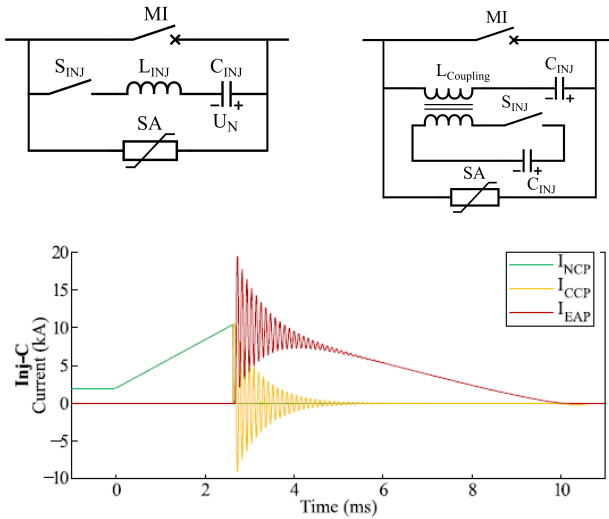 MI
S_INJ L_INJ C_INJ
− +
U_N
SA
MI
L_Coupling C_INJ
− +
S_INJ
− +
C_INJ
SA
Inj-C
Current (kA)
20
15
10
5
0
−5
−10
I_NCP
I_CCP
I_EAP
0 2 4 6 8 10
Time (ms)